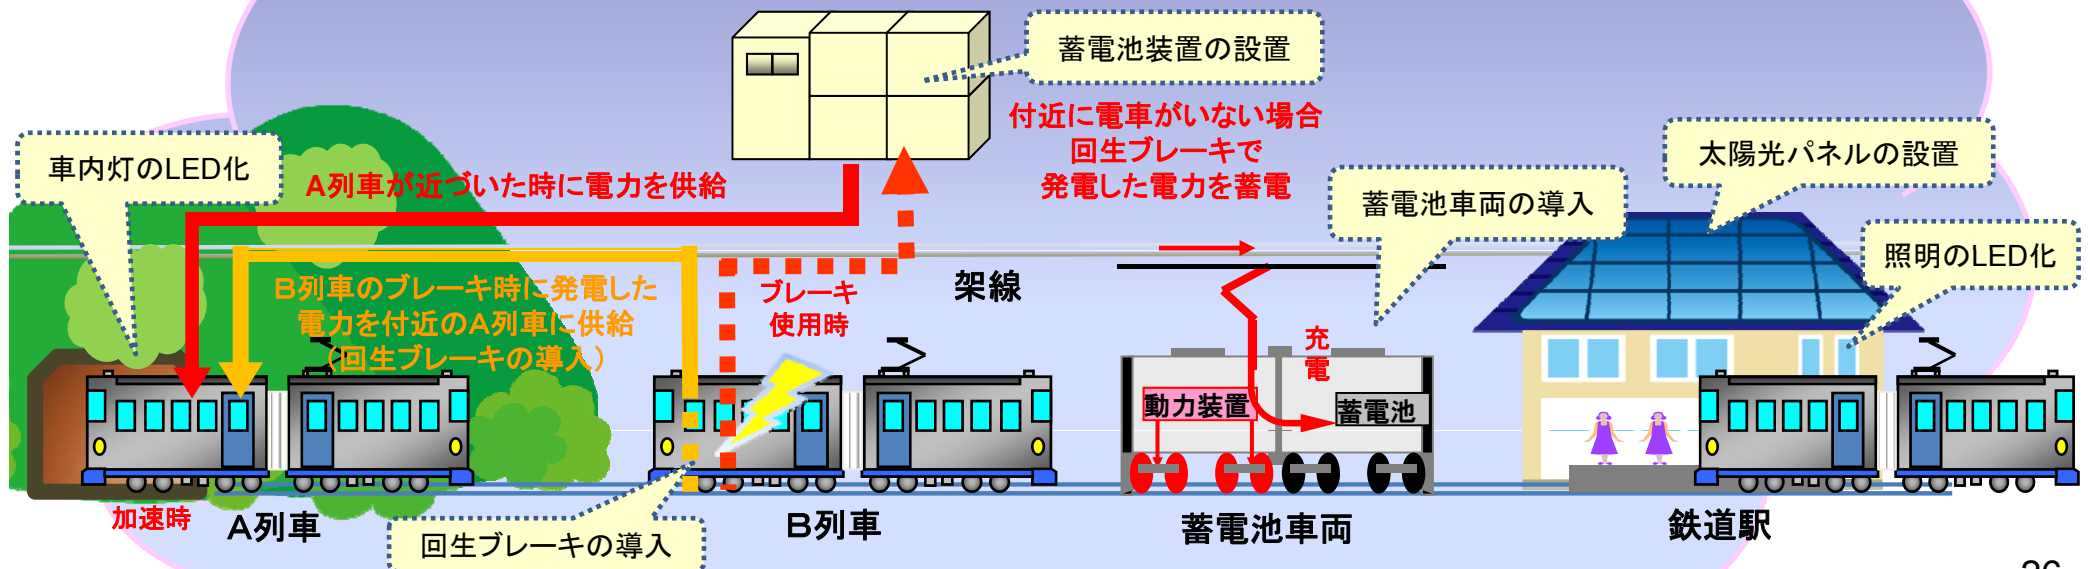 蓄電池装置の設置
付近に電車がいない場合
回生ブレーキで
発電した電力を蓄電
車内灯のLED化
A列車が近づいた時に電力を供給
太陽光パネルの設置
蓄電池車両の導入
照明のLED化
B列車のブレーキ時に発電した
電力を付近のA列車に供給
（回生ブレーキの導入）
ブレーキ
使用時
架線
充
電
動力装置
蓄電池
加速時
A列車
回生ブレーキの導入
B列車
蓄電池車両
鉄道駅